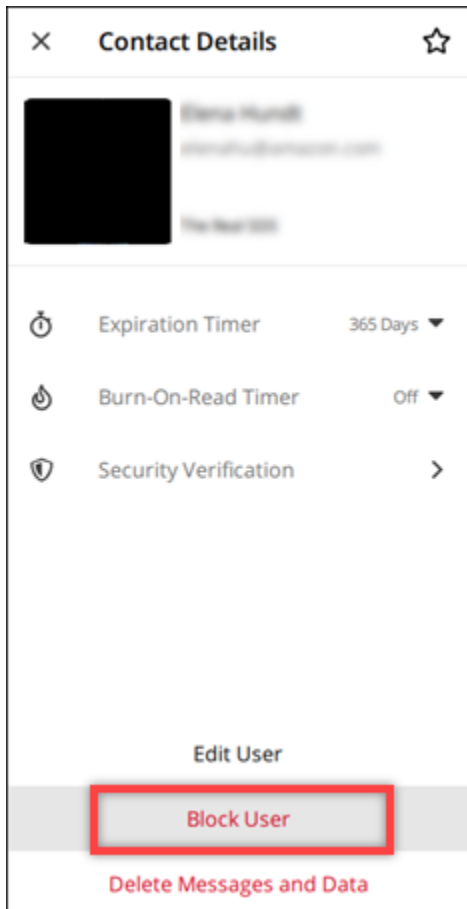 Contact Details
Expiration Timer 365 Days
Burn-On-Read Timer Off
Security Verification
Edit User
Block User
Delete Messages and Data